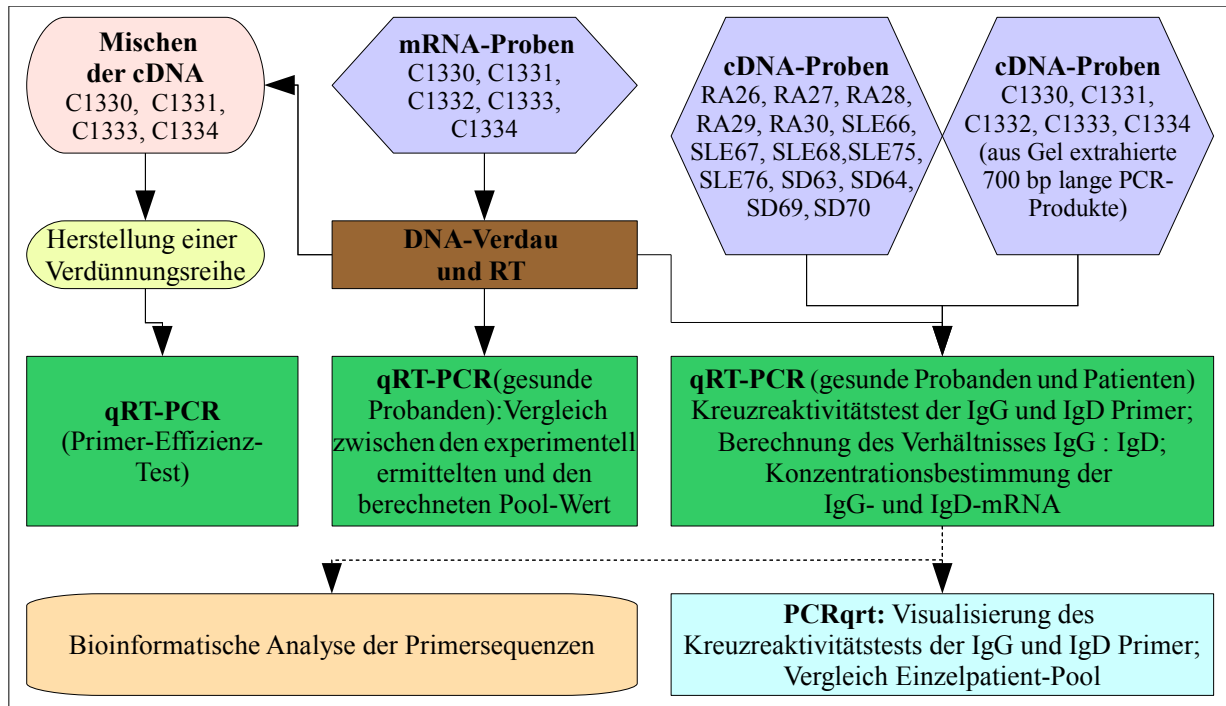 Mischen
der cDNA
C1330, C1331,
C1333, C1334
mRNA-Proben
C1330, C1331,
C1332, C1333,
C1334
cDNA-Proben
RA26, RA27, RA28,
RA29, RA30, SLE66,
SLE67, SLE68,SLE75,
SLE76, SD63, SD64,
SD69, SD70
cDNA-Proben
C1330, C1331,
C1332, C1333, C1334
(aus Gel extrahierte
700 bp lange PCR-
Produkte)
Herstellung einer
Verdünnungsreihe
DNA-Verdau
und RT
qRT-PCR
(Primer-Effizienz-
Test)
qRT-PCR(gesunde
Probanden):Vergleich
zwischen den experimentell
ermittelten und den
berechneten Pool-Wert
qRT-PCR (gesunde Probanden und Patienten)
Kreuzreaktivitätstest der IgG und IgD Primer;
Berechnung des Verhältnisses IgG : IgD;
Konzentrationsbestimmung der
IgG- und IgD-mRNA
Bioinformatische Analyse der Primersequenzen
PCRqrt: Visualisierung des
Kreuzreaktivitätstests der IgG und IgD Primer;
Vergleich Einzelpatient-Pool